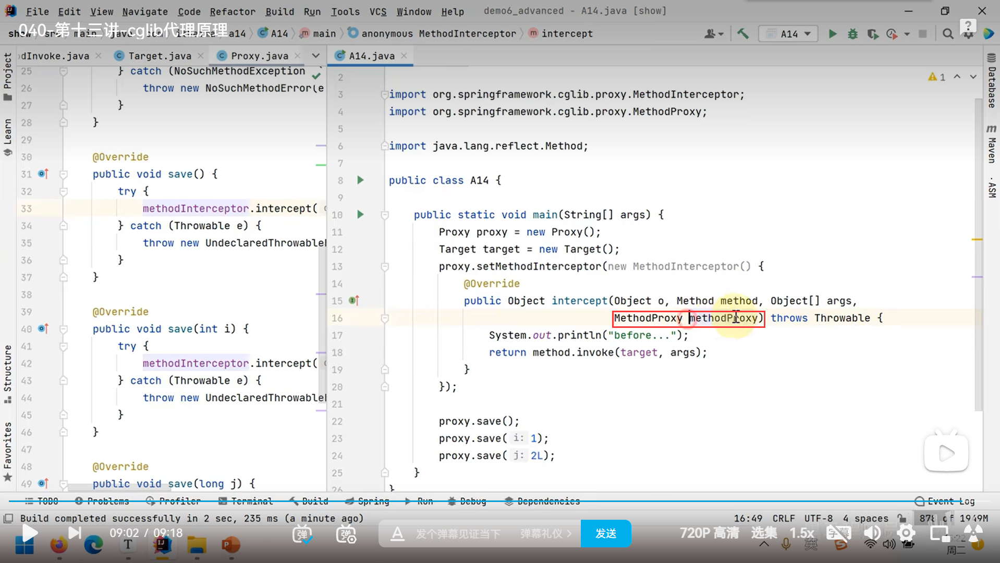 File Edit View Navigate Code Refactor Build Run Tools VCS Window Help demo6_advanced - A14.java [show]
040-第十三讲-cglib代理原理
a14 A14 main anonymous MethodInterceptor intercept A14
dInvoke.java Target.java Proxy.java A14.java
Project
Learn
Structure
Favorites
25 } catch (NoSuchMethodException
26 throw new NoSuchMethodError(e
27 }
28 }
29
30 @Override
31 public void save() {
32 try {
33 methodInterceptor.intercept(
34 } catch (Throwable e) {
35 throw new UndeclaredThrowable
36 }
37 }
38
39 @Override
40 public void save(int i) {
41 try {
42 methodInterceptor.intercept(
43 } catch (Throwable e) {
44 throw new UndeclaredThrowable
45 }
46 }
47
48 @Override
49 public void save(long j) {
2
3 import org.springframework.cglib.proxy.MethodInterceptor;
4 import org.springframework.cglib.proxy.MethodProxy;
5
6 import java.lang.reflect.Method;
7
8 public class A14 {
9
10 public static void main(String[] args) {
11 Proxy proxy = new Proxy();
12 Target target = new Target();
13 proxy.setMethodInterceptor(new MethodInterceptor() {
14 @Override
15 public Object intercept(Object o, Method method, Object[] args,
16 MethodProxy methodProxy) throws Throwable {
17 System.out.println("before...");
18 return method.invoke(target, args);
19 }
20 });
21
22 proxy.save();
23 proxy.save( i: 1);
24 proxy.save( j: 2L);
25 }
26 }
1
Database
m Maven
ASM
TODO Problems Profiler Terminal Build Spring Run Debug Dependencies Event Log
Build completed successfully in 2 sec, 235 ms (a minute ago) 16:49 CRLF UTF-8 4 spaces 878 of 1949M
09:02 / 09:18 弹 弹 发个弹幕见证当下 弹幕礼仪 > 发送 720P 高清 选集 1.5x 字幕
英
周二